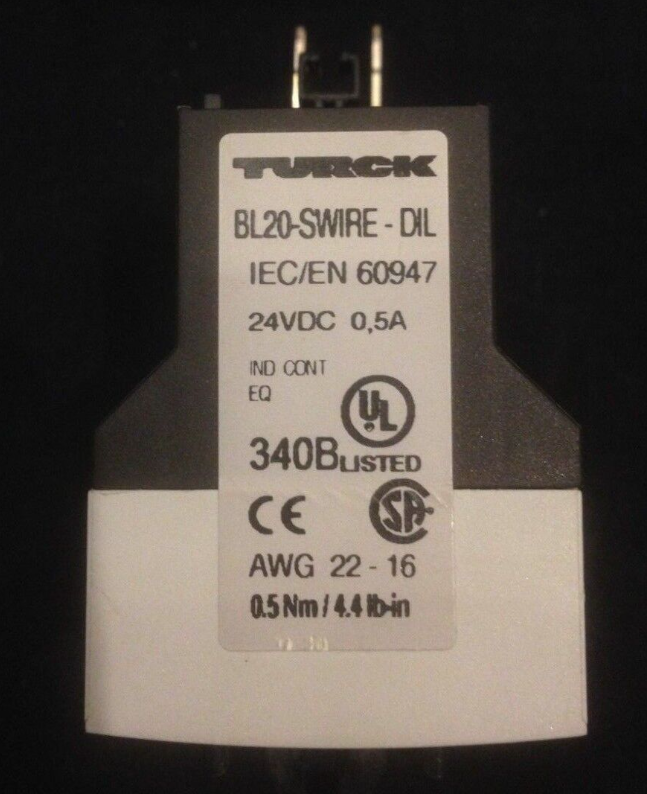 TURCK
BL20-SWIRE - DIL
IEC/EN 60947
24VDC 0,5A
IND CONT
EQ
UL
340B LISTED
CE
CSA
AWG 22 - 16
0.5 Nm / 4.4 lb-in